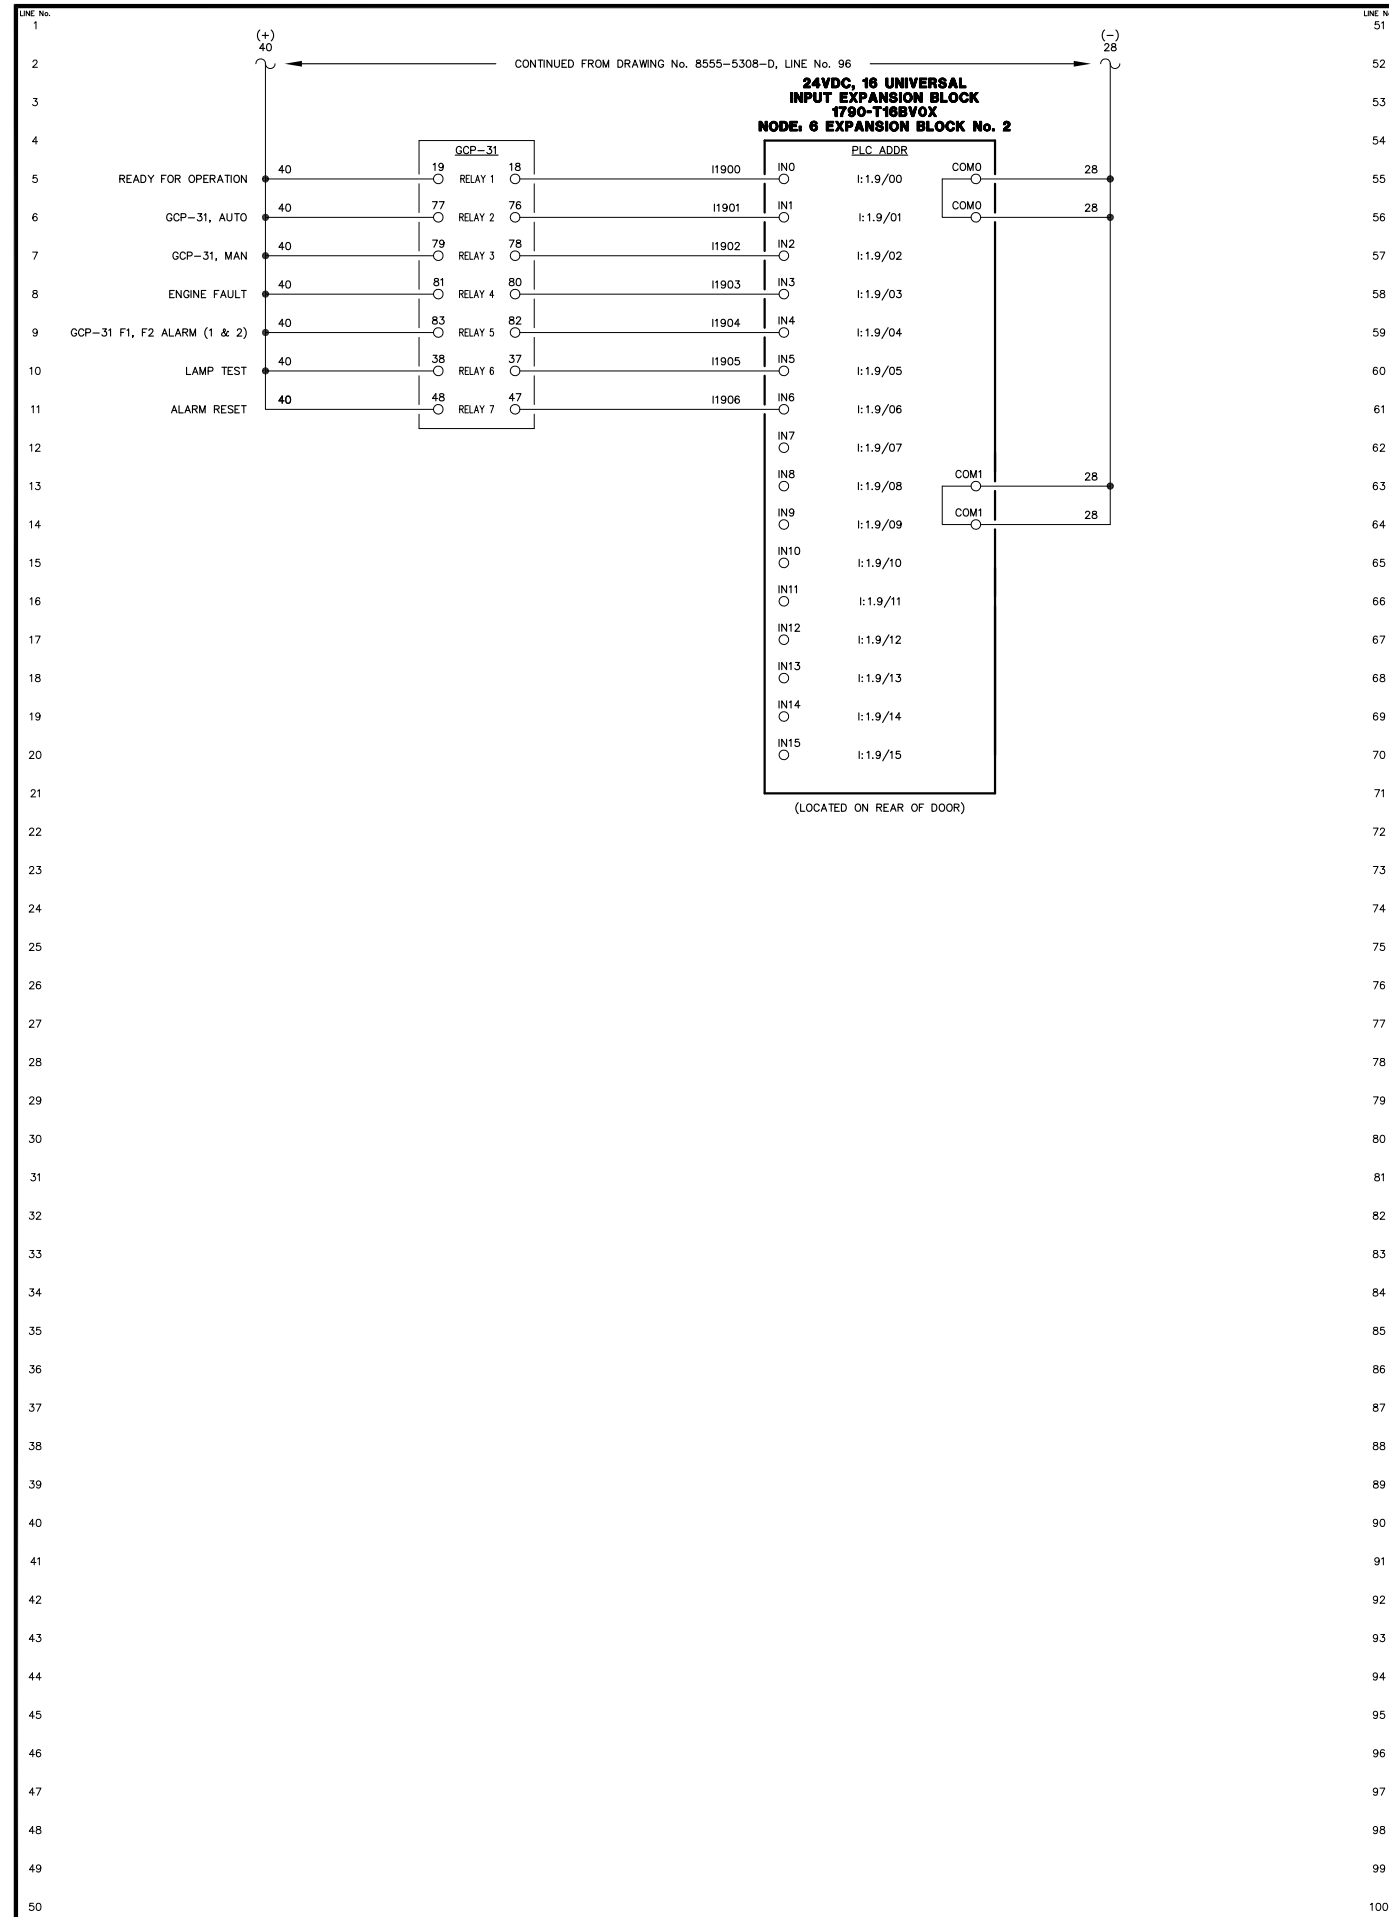 LINE No.
LINE N
1
51
(+)
40
(-)
28
2
CONTINUED FROM DRAWING No. 8555-5308-D, LINE No. 96
52
24VDC, 16 UNIVERSAL
INPUT EXPANSION BLOCK
1790-T16BV0X
NODE: 6 EXPANSION BLOCK No. 2
3
53
4
54
GCP-31
PLC ADDR
5 READY FOR OPERATION 40 19 RELAY 1 18 I1900 IN0 I:1.9/00 COM0 28 55
6 GCP-31, AUTO 40 77 RELAY 2 76 I1901 IN1 I:1.9/01 COM0 28 56
7 GCP-31, MAN 40 79 RELAY 3 78 I1902 IN2 I:1.9/02 57
8 ENGINE FAULT 40 81 RELAY 4 80 I1903 IN3 I:1.9/03 58
9 GCP-31 F1, F2 ALARM (1 & 2) 40 83 RELAY 5 82 I1904 IN4 I:1.9/04 59
10 LAMP TEST 40 38 RELAY 6 37 I1905 IN5 I:1.9/05 60
11 ALARM RESET 40 48 RELAY 7 47 I1906 IN6 I:1.9/06 61
12 IN7 I:1.9/07 62
13 IN8 I:1.9/08 COM1 28 63
14 IN9 I:1.9/09 COM1 28 64
15 IN10 I:1.9/10 65
16 IN11 I:1.9/11 66
17 IN12 I:1.9/12 67
18 IN13 I:1.9/13 68
19 IN14 I:1.9/14 69
20 IN15 I:1.9/15 70
21 71
(LOCATED ON REAR OF DOOR)
22 72
23 73
24 74
25 75
26 76
27 77
28 78
29 79
30 80
31 81
32 82
33 83
34 84
35 85
36 86
37 87
38 88
39 89
40 90
41 91
42 92
43 93
44 94
45 95
46 96
47 97
48 98
49 99
50 100